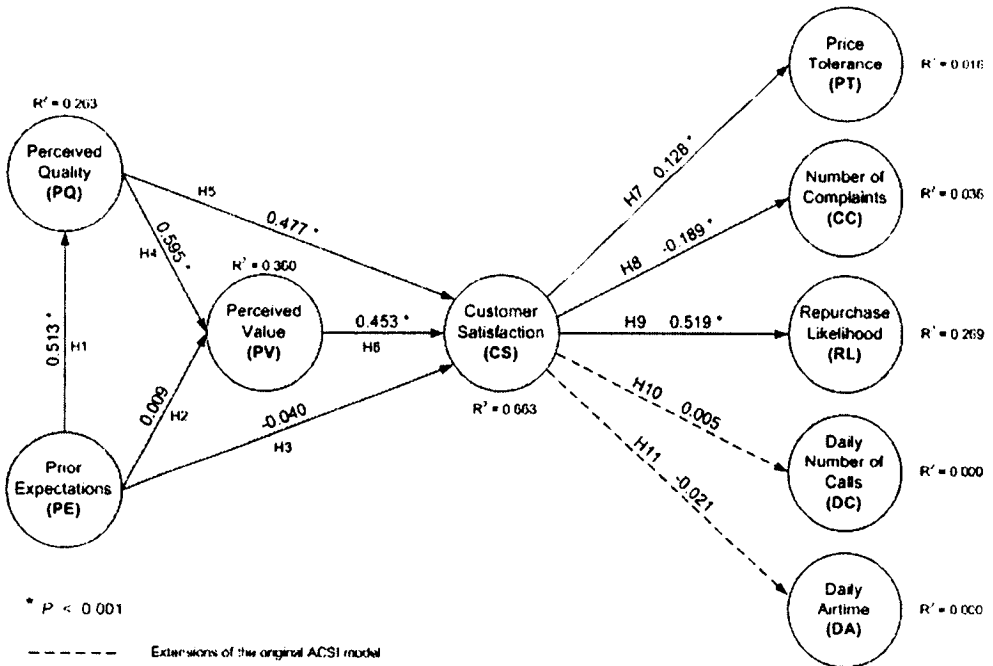 Price
Tolerance
(PT)
R² = 0.016
R² = 0.263
Perceived
Quality
(PQ)
H5
0.477 *
H7 0.128 *
Number of
Complaints
(CC)
R² = 0.036
H8 -0.189 *
0.595 *
H4
R² = 0.360
Perceived
Value
(PV)
0.453 *
H6
Customer
Satisfaction
(CS)
R² = 0.663
H9 0.519 *
Repurchase
Likelihood
(RL)
R² = 0.269
0.513 *
H1
0.009
H2
-0.040
H3
H10 0.005
H11 -0.021
Prior
Expectations
(PE)
Daily
Number of
Calls
(DC)
R² = 0.000
Daily
Airtime
(DA)
R² = 0.000
* P < 0.001
Extensions of the original ACSI model